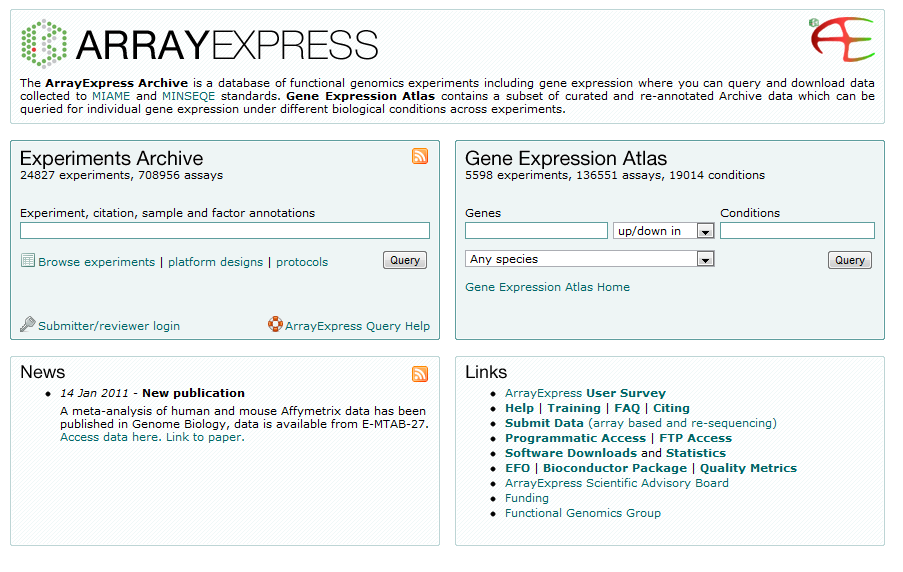 ARRAYEXPRESS
The ArrayExpress Archive is a database of functional genomics experiments including gene expression where you can query and download data
collected to MIAME and MINSEQE standards. Gene Expression Atlas contains a subset of curated and re-annotated Archive data which can be
queried for individual gene expression under different biological conditions across experiments.
Experiments Archive
24827 experiments, 708956 assays
Experiment, citation, sample and factor annotations
Browse experiments | platform designs | protocols
Query
Submitter/reviewer login
ArrayExpress Query Help
Gene Expression Atlas
5598 experiments, 136551 assays, 19014 conditions
Genes
Conditions
up/down in
Any species
Query
Gene Expression Atlas Home
News
14 Jan 2011 - New publication
A meta-analysis of human and mouse Affymetrix data has been
published in Genome Biology, data is available from E-MTAB-27.
Access data here. Link to paper.
Links
ArrayExpress User Survey
Help | Training | FAQ | Citing
Submit Data (array based and re-sequencing)
Programmatic Access | FTP Access
Software Downloads and Statistics
EFO | Bioconductor Package | Quality Metrics
ArrayExpress Scientific Advisory Board
Funding
Functional Genomics Group